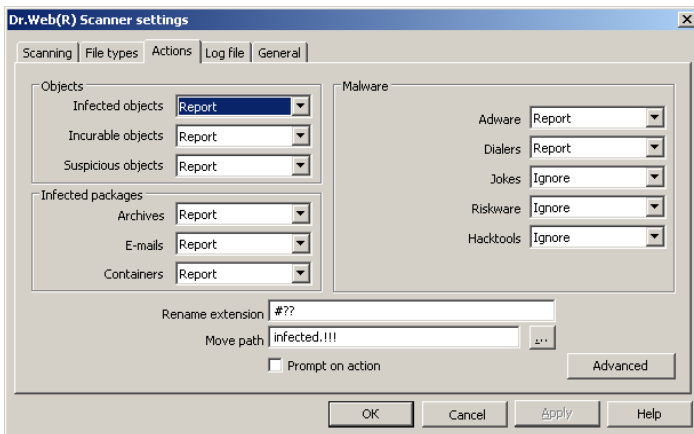 Dr.Web(R) Scanner settings
Scanning File types Actions Log file General
Objects
Infected objects Report
Incurable objects Report
Suspicious objects Report
Infected packages
Archives Report
E-mails Report
Containers Report
Malware
Adware Report
Dialers Report
Jokes Ignore
Riskware Ignore
Hacktools Ignore
Rename extension #??
Move path infected.!!! ...
Prompt on action Advanced
OK Cancel Apply Help